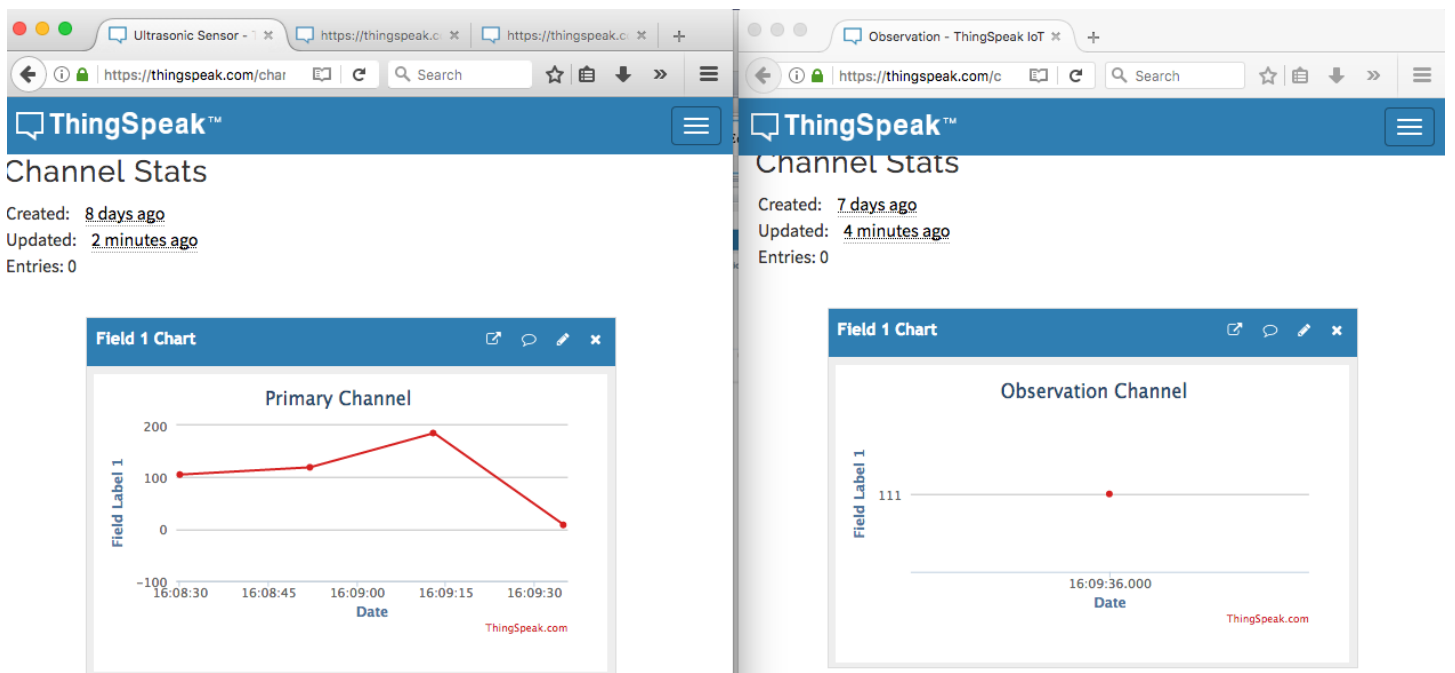 Ultrasonic Sensor - T
https://thingspeak.c
https://thingspeak.c
https://thingspeak.com/char
Search
ThingSpeak™
Channel Stats
Created: 8 days ago
Updated: 2 minutes ago
Entries: 0
Field 1 Chart
Primary Channel
Field Label 1
200
100
0
-100
16:08:30 16:08:45 16:09:00 16:09:15 16:09:30
Date
ThingSpeak.com
Observation - ThingSpeak IoT
https://thingspeak.com/c
Search
ThingSpeak™
Channel Stats
Created: 7 days ago
Updated: 4 minutes ago
Entries: 0
Field 1 Chart
Observation Channel
Field Label 1
111
16:09:36.000
Date
ThingSpeak.com